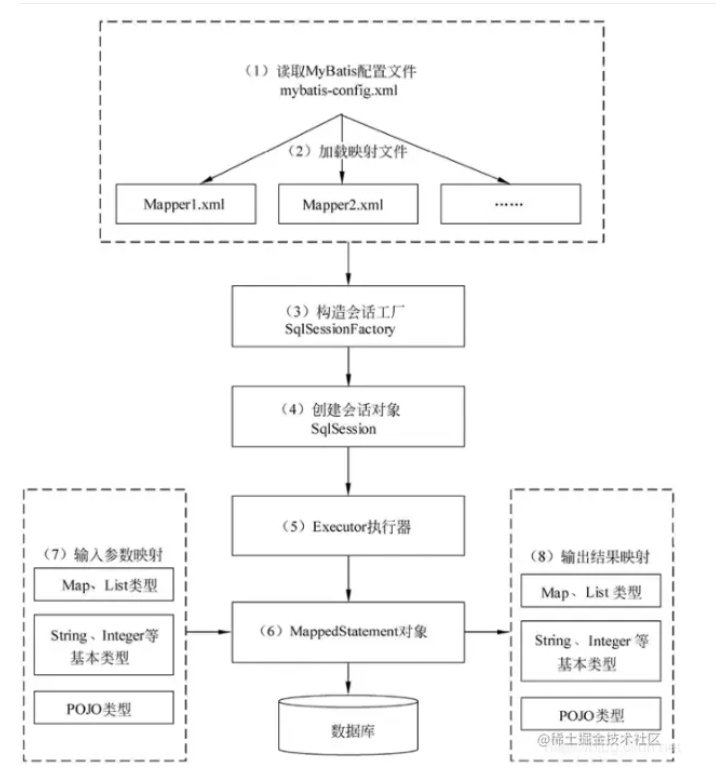 （1）读取MyBatis配置文件
mybatis-config.xml
（2）加载映射文件
Mapper1.xml
Mapper2.xml
……
（3）构造会话工厂
SqlSessionFactory
（4）创建会话对象
SqlSession
（5）Executor执行器
（7）输入参数映射
Map、List类型
String、Integer等
基本类型
POJO类型
（6）MappedStatement对象
数据库
（8）输出结果映射
Map、List 类型
String、Integer 等
基本类型
POJO类型
@稀土掘金技术社区